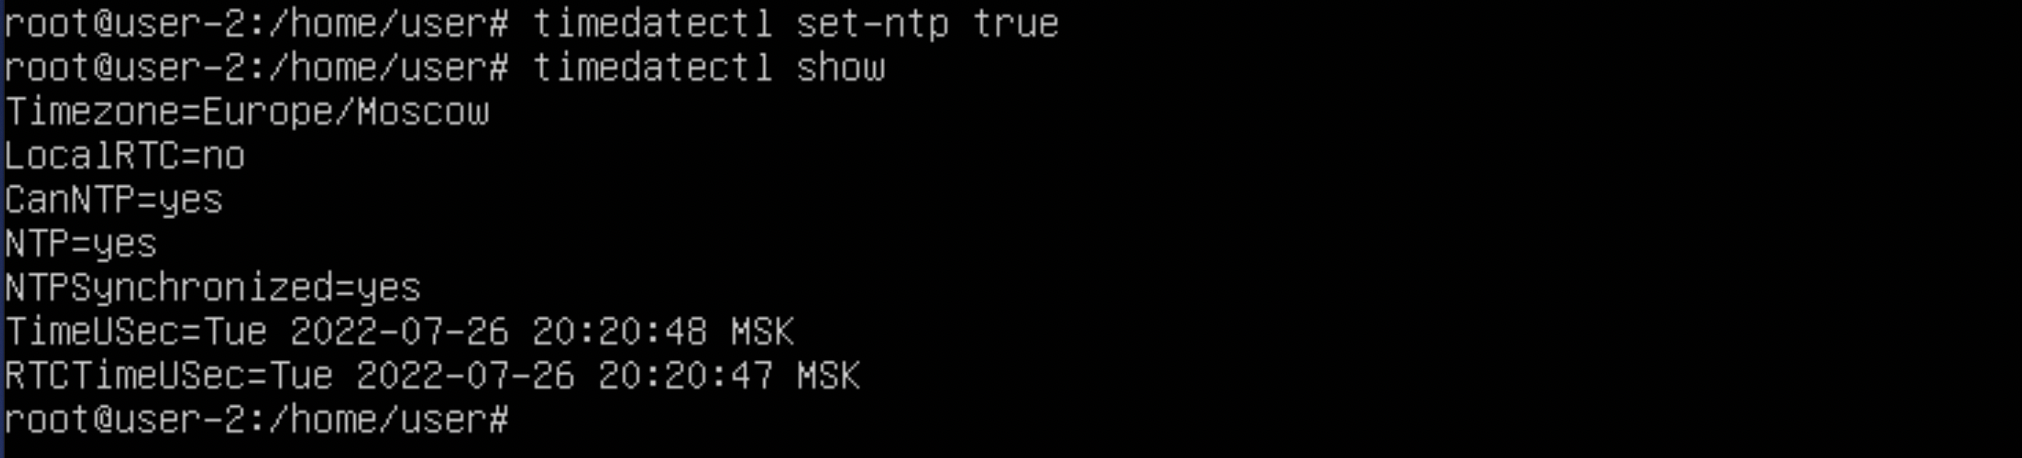 root@user-2:/home/user# timedatectl set-ntp true
root@user-2:/home/user# timedatectl show
Timezone=Europe/Moscow
LocalRTC=no
CanNTP=yes
NTP=yes
NTPSynchronized=yes
TimeUSec=Tue 2022-07-26 20:20:48 MSK
RTCTimeUSec=Tue 2022-07-26 20:20:47 MSK
root@user-2:/home/user#